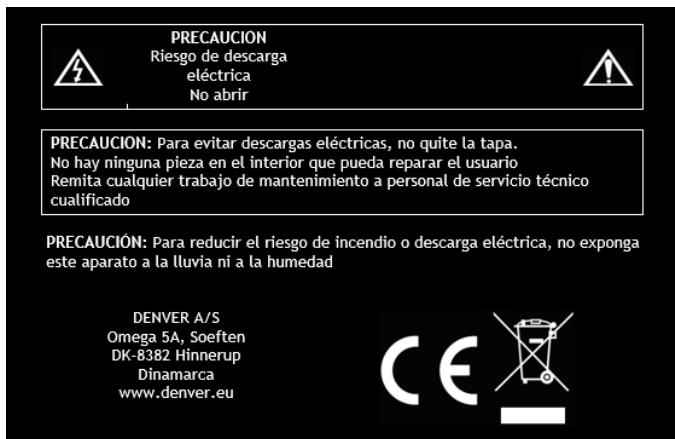 PRECAUCION
Riesgo de descarga
eléctrica
No abrir
PRECAUCION: Para evitar descargas eléctricas, no quite la tapa.
No hay ninguna pieza en el interior que pueda reparar el usuario
Remita cualquier trabajo de mantenimiento a personal de servicio técnico
cualificado
PRECAUCIÓN: Para reducir el riesgo de incendio o descarga eléctrica, no exponga
este aparato a la lluvia ni a la humedad
DENVER A/S
Omega 5A, Soeften
DK-8382 Hinnerup
Dinamarca
www.denver.eu
CE